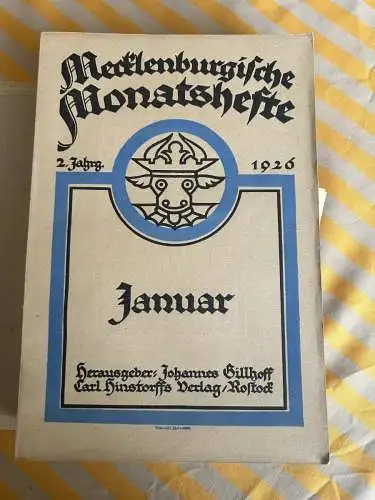 Mecklenburgische
Monatshefte
2. Jahrg. 1926
Januar
Herausgeber: Johannes Gillhoff
Carl Hinstorffs Verlag/Rostock